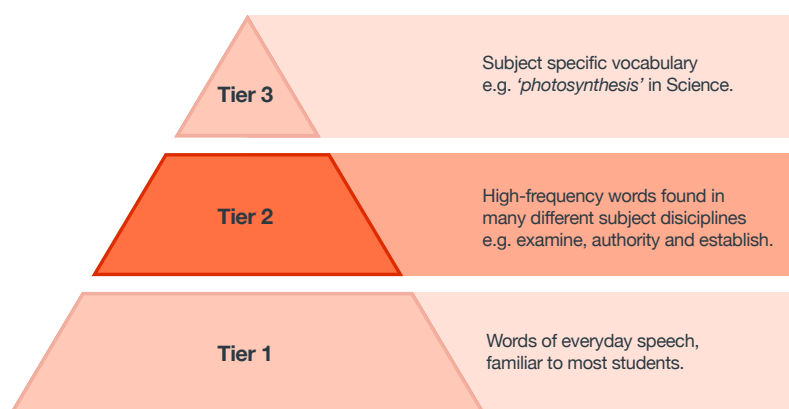 Tier 3
Subject specific vocabulary
e.g. ‘photosynthesis’ in Science.
Tier 2
High-frequency words found in
many different subject disiciplines
e.g. examine, authority and establish.
Tier 1
Words of everyday speech,
familiar to most students.